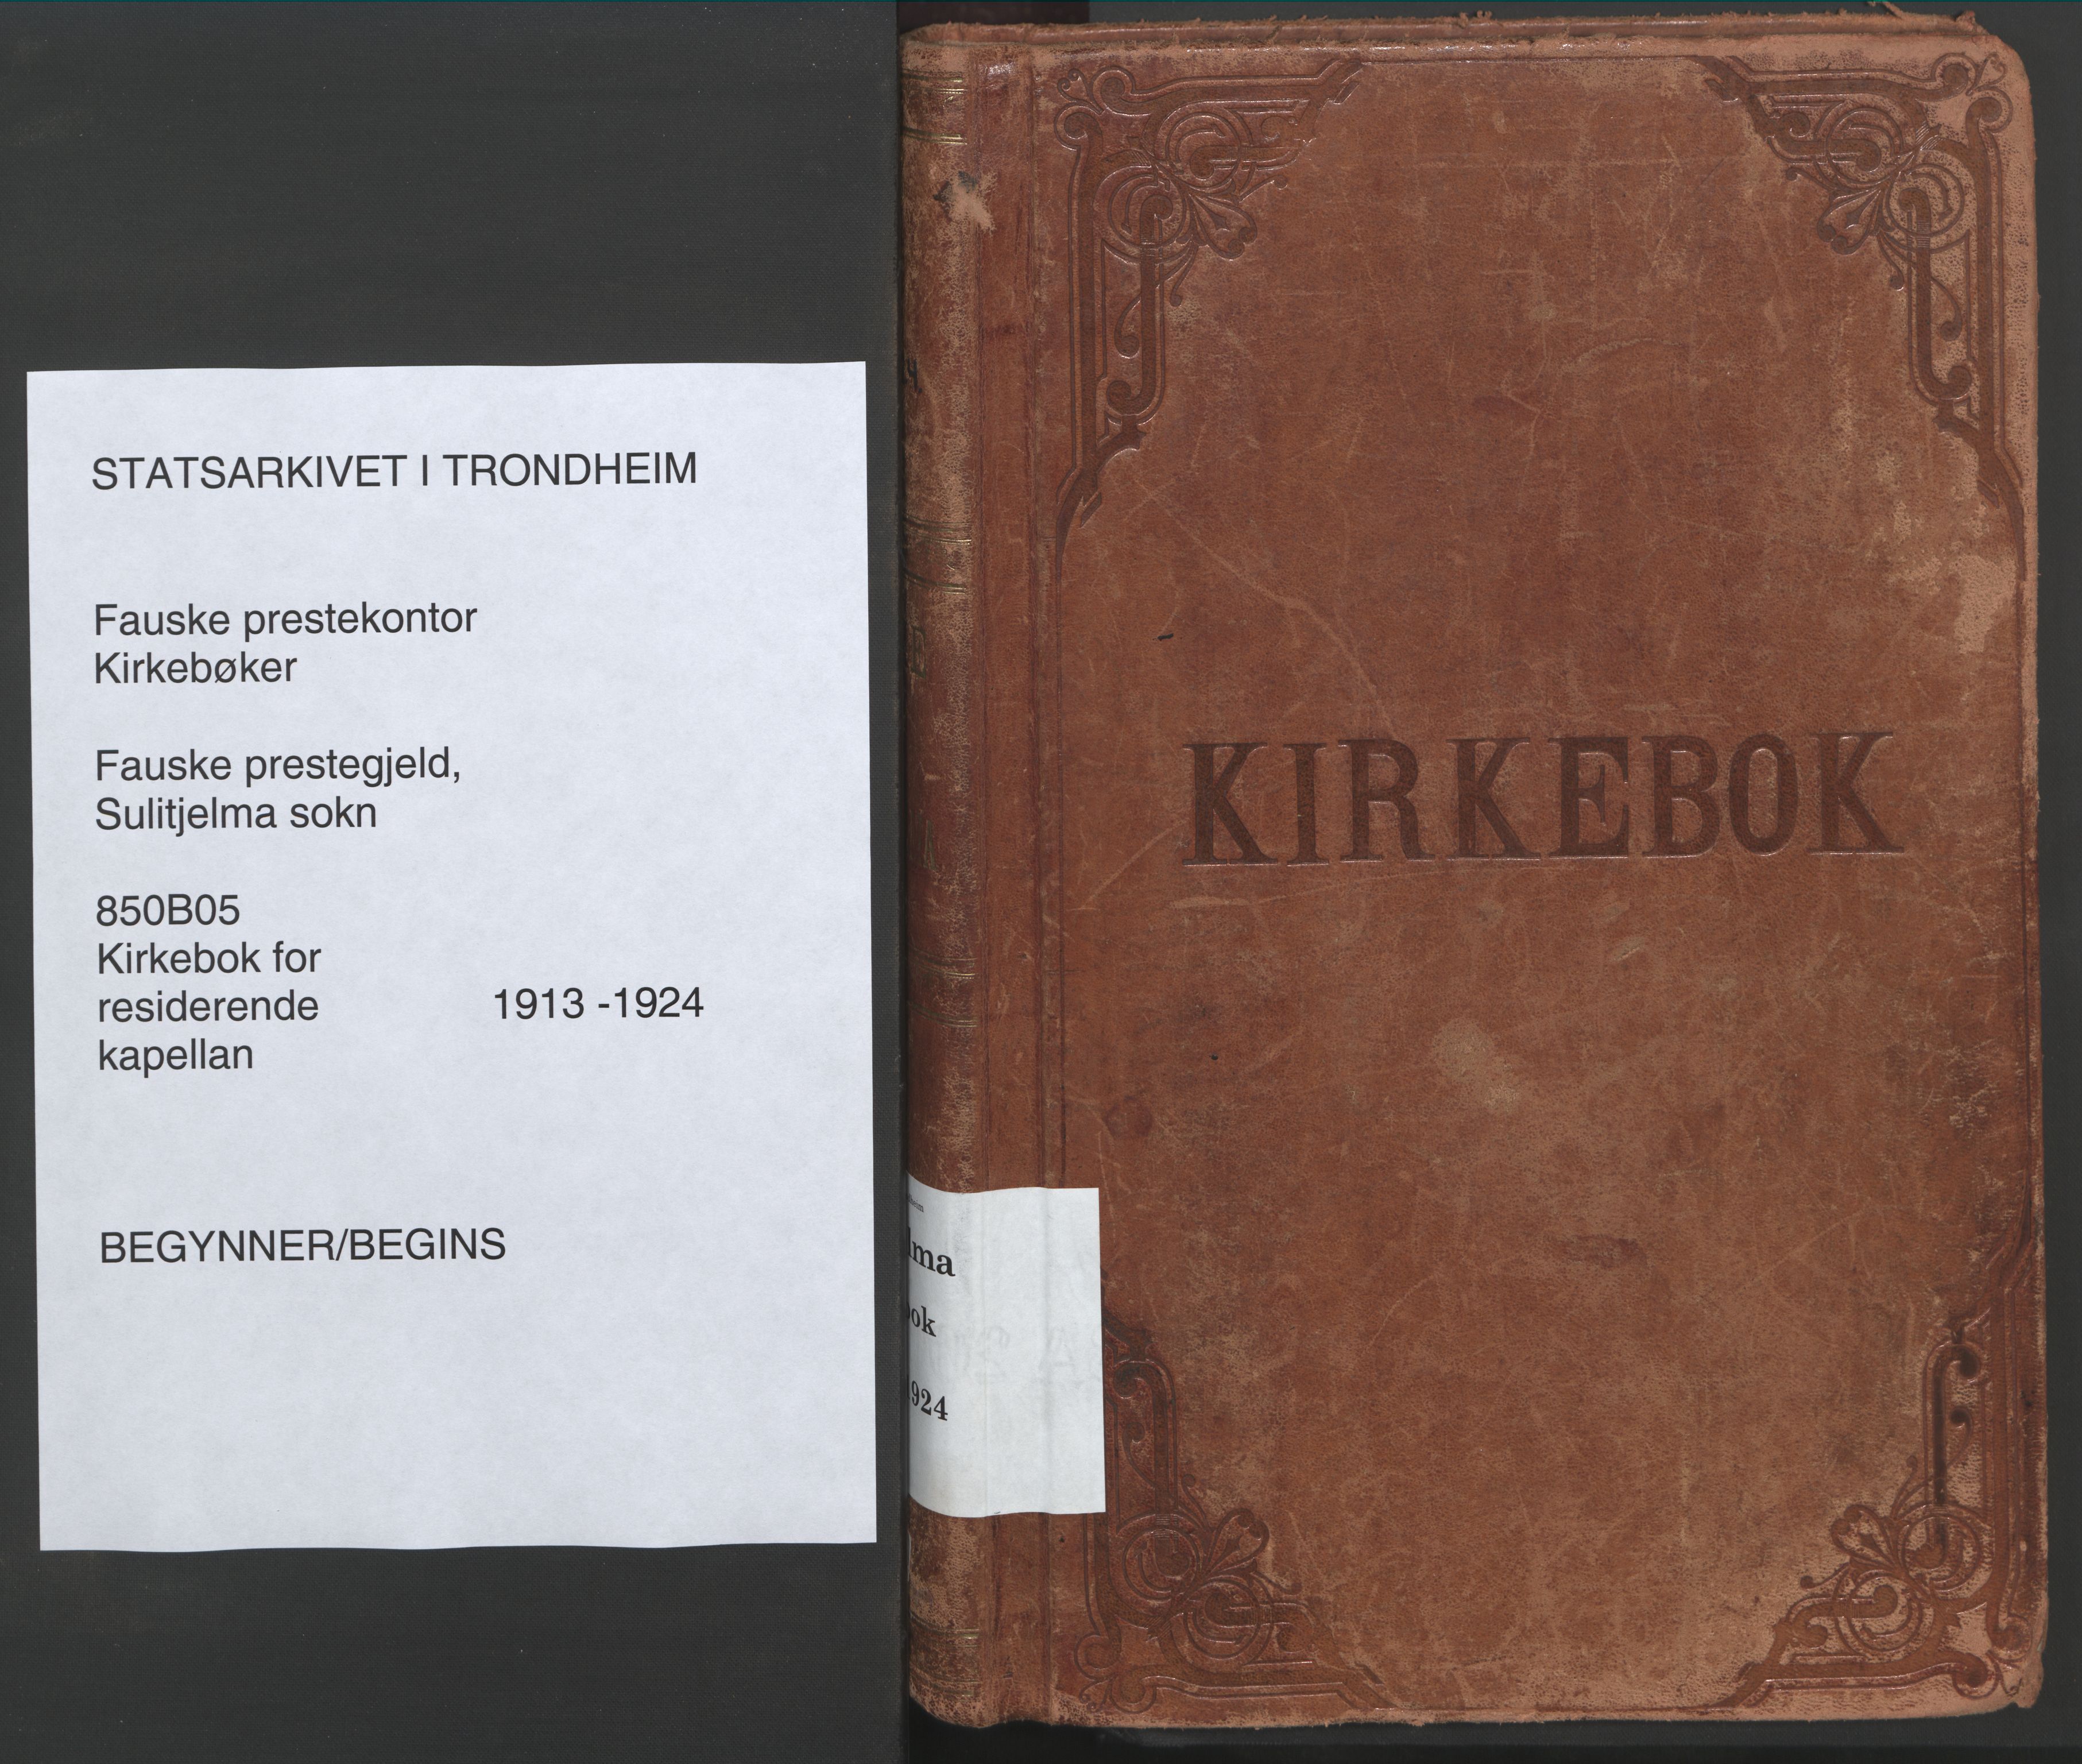 STATSARKIVET I TRONDHEIM
Fauske prestekontor
Kirkebøker
Fauske prestegjeld,
Sulitjelma sokn
850B05
Kirkebok for
residerende 1913 -1924
kapellan
BEGYNNER/BEGINS
KIRKEBOK
lma
ok
924